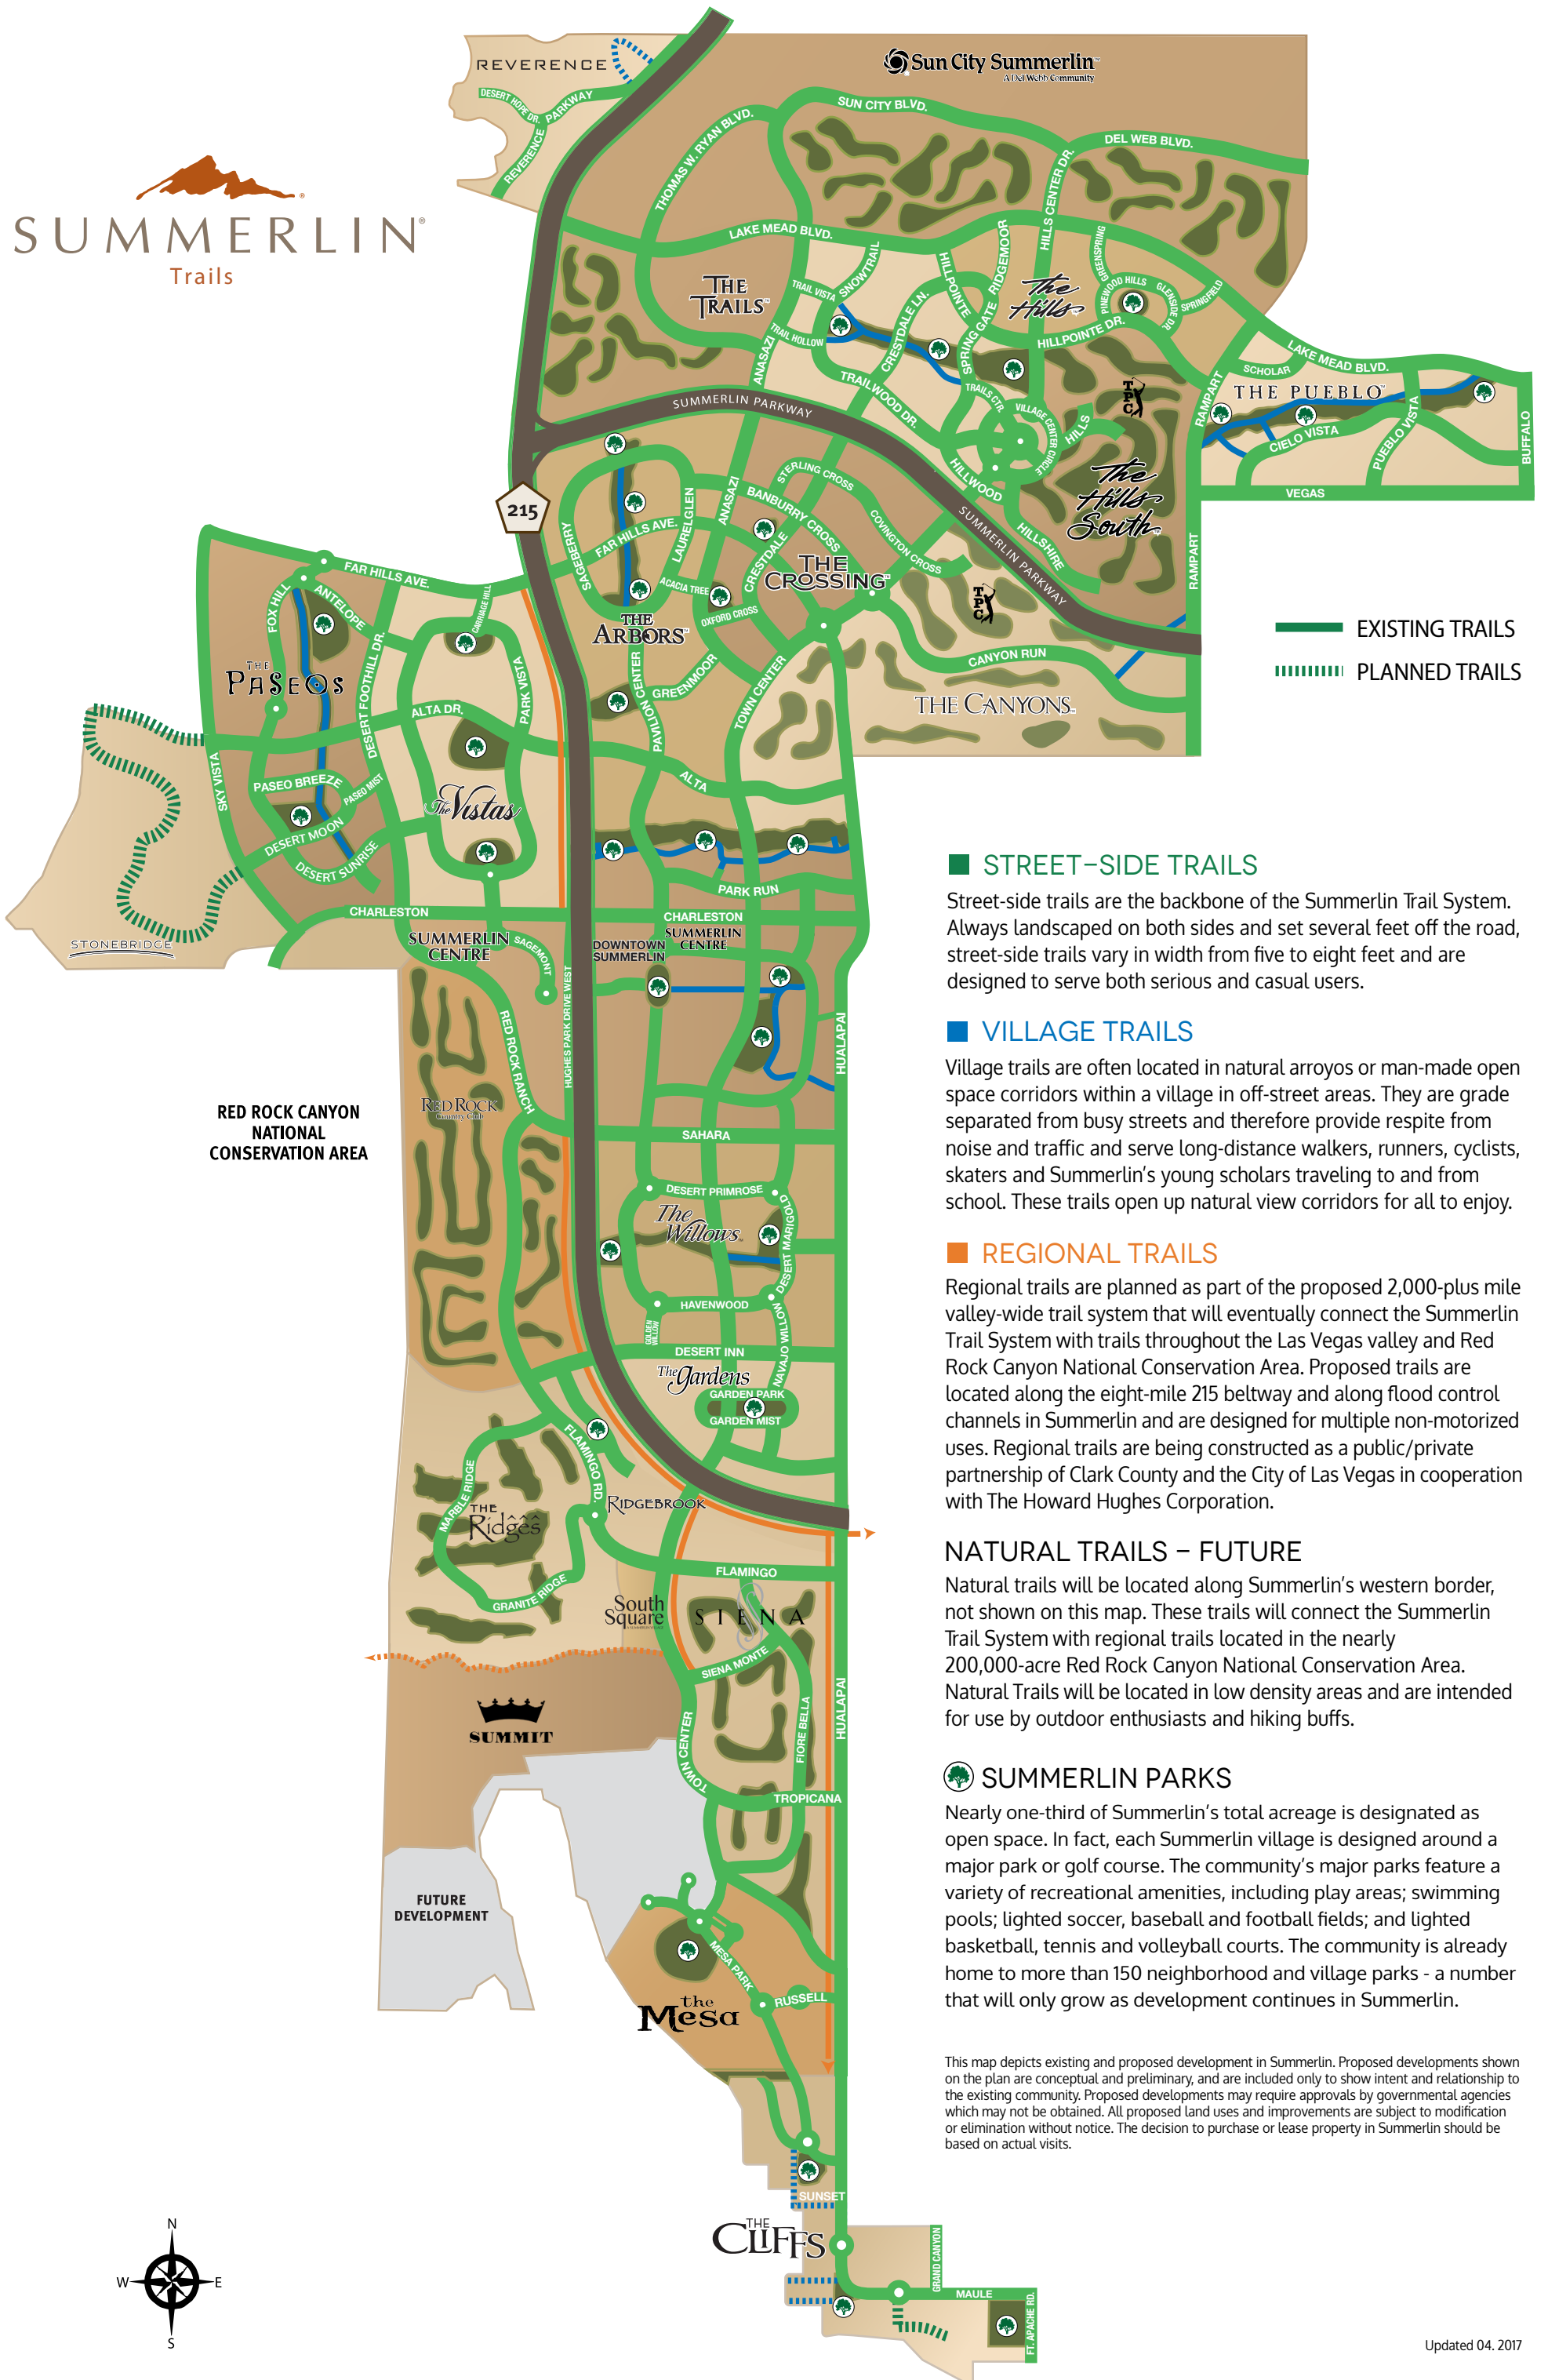 REVERENCE
DESERT HOPE DR.
REVERENCE PARKWAY
Sun City Summerlin™
A Del Webb Community
SUN CITY BLVD.
DEL WEB BLVD.
THOMAS W. RYAN BLVD.
HILLS CENTER DR.
SUMMERLIN®
Trails
LAKE MEAD BLVD.
SNOWTRAIL
HILLPOINTE
RIDGEMOOR
GREENSPRING
THE TRAILS™
TRAIL VISTA
The Hills
PINEWOOD HILLS
GLENSIDE DR.
SPRINGFIELD
TRAIL HOLLOW
CRESTDALE LN.
SPRING GATE
HILLPOINTE DR.
ANASAZI
LAKE MEAD BLVD.
SCHOLAR
TRAILWOOD DR.
TRAILS CTR.
TPC
RAMPART
THE PUEBLO™
SUMMERLIN PARKWAY
VILLAGE CENTER CIRCLE
HILLS
CIELO VISTA
PUEBLO VISTA
BUFFALO
HILLWOOD
The Hills South
VEGAS
215
STERLING CROSS
ANASAZI
BANBURRY CROSS
LAURELGLEN
SAGEBERRY
FAR HILLS AVE.
COVINGTON CROSS
SUMMERLIN PARKWAY
HILLSHIRE
RAMPART
CRESTDALE
THE CROSSING™
FAR HILLS AVE.
FOX HILL
ANTELOPE
CARRIAGE HILL
ACACIA TREE
OXFORD CROSS
TPC
THE ARBORS™
EXISTING TRAILS
THE PASEOS
DESERT FOOTHILL DR.
PARK VISTA
PAVILION CENTER
GREENMOOR
TOWN CENTER
CANYON RUN
PLANNED TRAILS
ALTA DR.
THE CANYONS™
SKY VISTA
PASEO BREEZE
PASEO MIST
The Vistas
ALTA
DESERT MOON
DESERT SUNRISE
PARK RUN
CHARLESTON
CHARLESTON
STONEBRIDGE
SUMMERLIN CENTRE
SAGEMONT
DOWNTOWN SUMMERLIN
SUMMERLIN CENTRE
HUGHES PARK DRIVE WEST
RED ROCK RANCH
HUALAPAI
RED ROCK CANYON
NATIONAL
CONSERVATION AREA
RED ROCK
Country Club
SAHARA
DESERT PRIMROSE
The Willows
DESERT MARIGOLD
HAVENWOOD
GOLDEN WILLOW
NAVAJO WILLOW
DESERT INN
The Gardens
GARDEN PARK
GARDEN MIST
FLAMINGO RD.
MARBLE RIDGE
THE Ridges
RIDGEBROOK
GRANITE RIDGE
FLAMINGO
South Square
SIENA
SIENA MONTE
SUMMIT
TOWN CENTER
FIORE BELLA
HUALAPAI
TROPICANA
FUTURE
DEVELOPMENT
MESA PARK
RUSSELL
the Mesa
SUNSET
THE CLIFFS
GRAND CANYON
MAULE
FT. APACHE RD.
N
W
E
S
STREET-SIDE TRAILS
Street-side trails are the backbone of the Summerlin Trail System.
Always landscaped on both sides and set several feet off the road,
street-side trails vary in width from five to eight feet and are
designed to serve both serious and casual users.
VILLAGE TRAILS
Village trails are often located in natural arroyos or man-made open
space corridors within a village in off-street areas. They are grade
separated from busy streets and therefore provide respite from
noise and traffic and serve long-distance walkers, runners, cyclists,
skaters and Summerlin's young scholars traveling to and from
school. These trails open up natural view corridors for all to enjoy.
REGIONAL TRAILS
Regional trails are planned as part of the proposed 2,000-plus mile
valley-wide trail system that will eventually connect the Summerlin
Trail System with trails throughout the Las Vegas valley and Red
Rock Canyon National Conservation Area. Proposed trails are
located along the eight-mile 215 beltway and along flood control
channels in Summerlin and are designed for multiple non-motorized
uses. Regional trails are being constructed as a public/private
partnership of Clark County and the City of Las Vegas in cooperation
with The Howard Hughes Corporation.
NATURAL TRAILS – FUTURE
Natural trails will be located along Summerlin's western border,
not shown on this map. These trails will connect the Summerlin
Trail System with regional trails located in the nearly
200,000-acre Red Rock Canyon National Conservation Area.
Natural Trails will be located in low density areas and are intended
for use by outdoor enthusiasts and hiking buffs.
SUMMERLIN PARKS
Nearly one-third of Summerlin's total acreage is designated as
open space. In fact, each Summerlin village is designed around a
major park or golf course. The community's major parks feature a
variety of recreational amenities, including play areas; swimming
pools; lighted soccer, baseball and football fields; and lighted
basketball, tennis and volleyball courts. The community is already
home to more than 150 neighborhood and village parks - a number
that will only grow as development continues in Summerlin.
This map depicts existing and proposed development in Summerlin. Proposed developments shown
on the plan are conceptual and preliminary, and are included only to show intent and relationship to
the existing community. Proposed developments may require approvals by governmental agencies
which may not be obtained. All proposed land uses and improvements are subject to modification
or elimination without notice. The decision to purchase or lease property in Summerlin should be
based on actual visits.
Updated 04. 2017